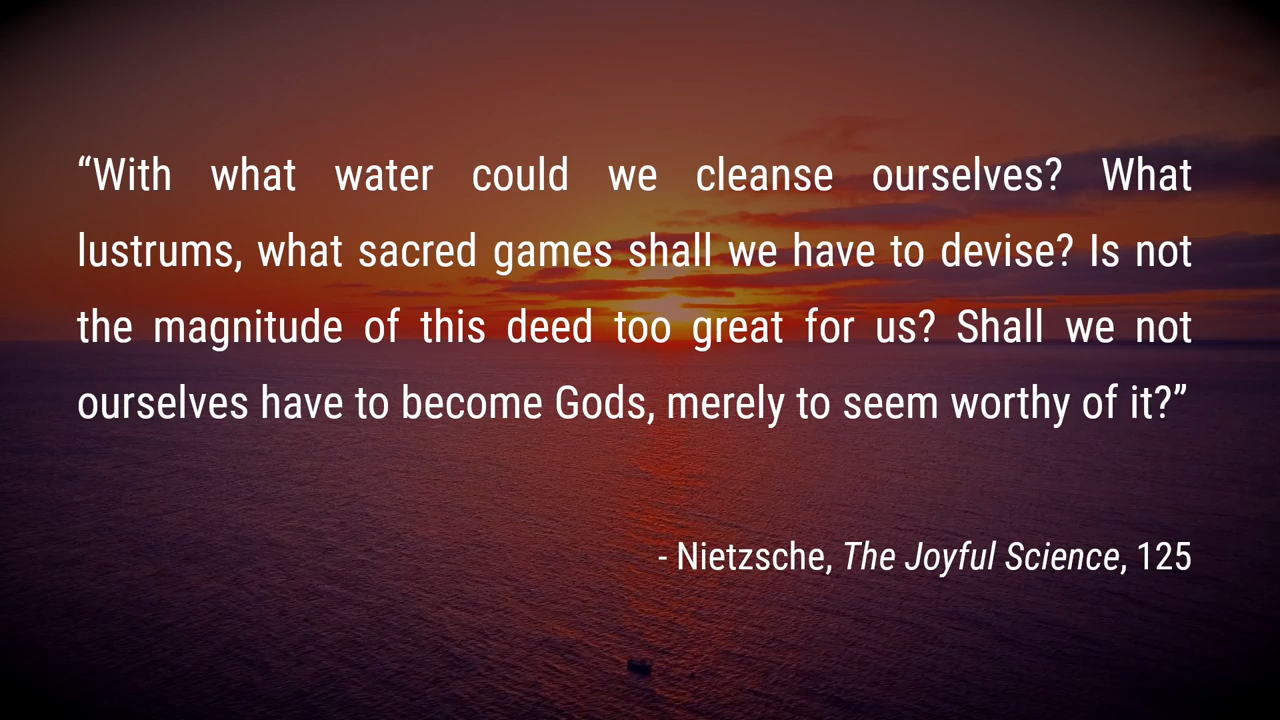 “With what water could we cleanse ourselves? What
lustrums, what sacred games shall we have to devise? Is not
the magnitude of this deed too great for us? Shall we not
ourselves have to become Gods, merely to seem worthy of it?”
- Nietzsche, The Joyful Science, 125